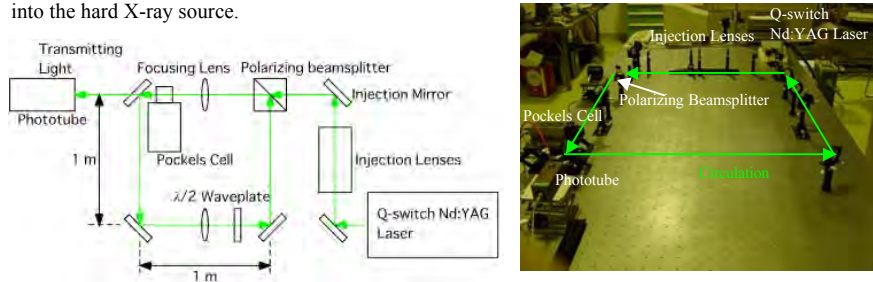 into the hard X-ray source.
Transmitting
Light
Focusing Lens
Polarizing beamsplitter
Injection Mirror
Phototube
Pockels Cell
1 m
Injection Lenses
λ/2 Waveplate
Q-switch Nd:YAG
Laser
1 m
Q-switch
Nd:YAG Laser
Injection Lenses
Polarizing Beamsplitter
Pockels Cell
Phototube
Circulation